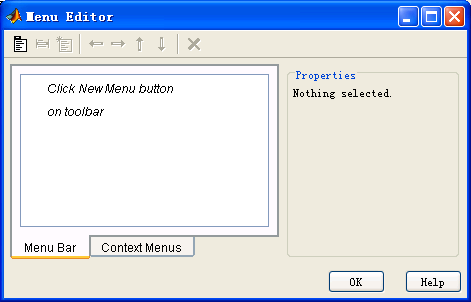 Menu Editor
Click New Menu button
on toolbar
Properties
Nothing selected.
Menu Bar
Context Menus
OK
Help